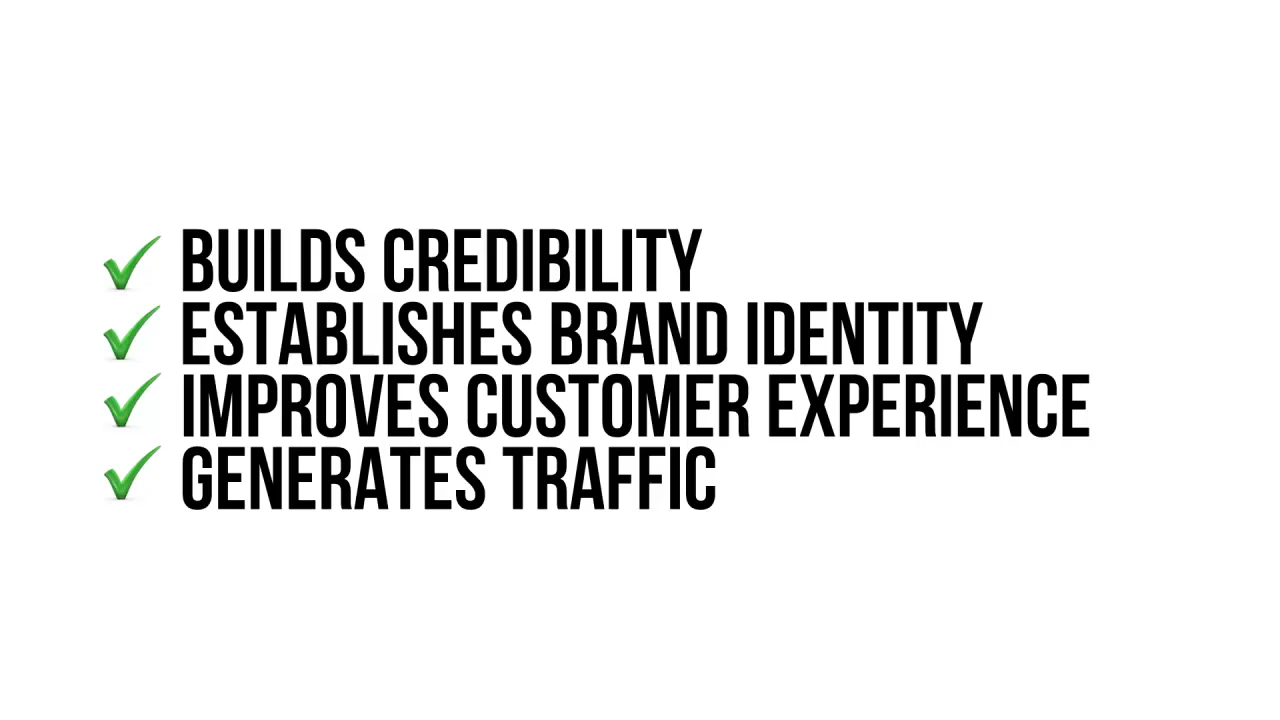 BUILDS CREDIBILITY
ESTABLISHES BRAND IDENTITY
IMPROVES CUSTOMER EXPERIENCE
GENERATES TRAFFIC